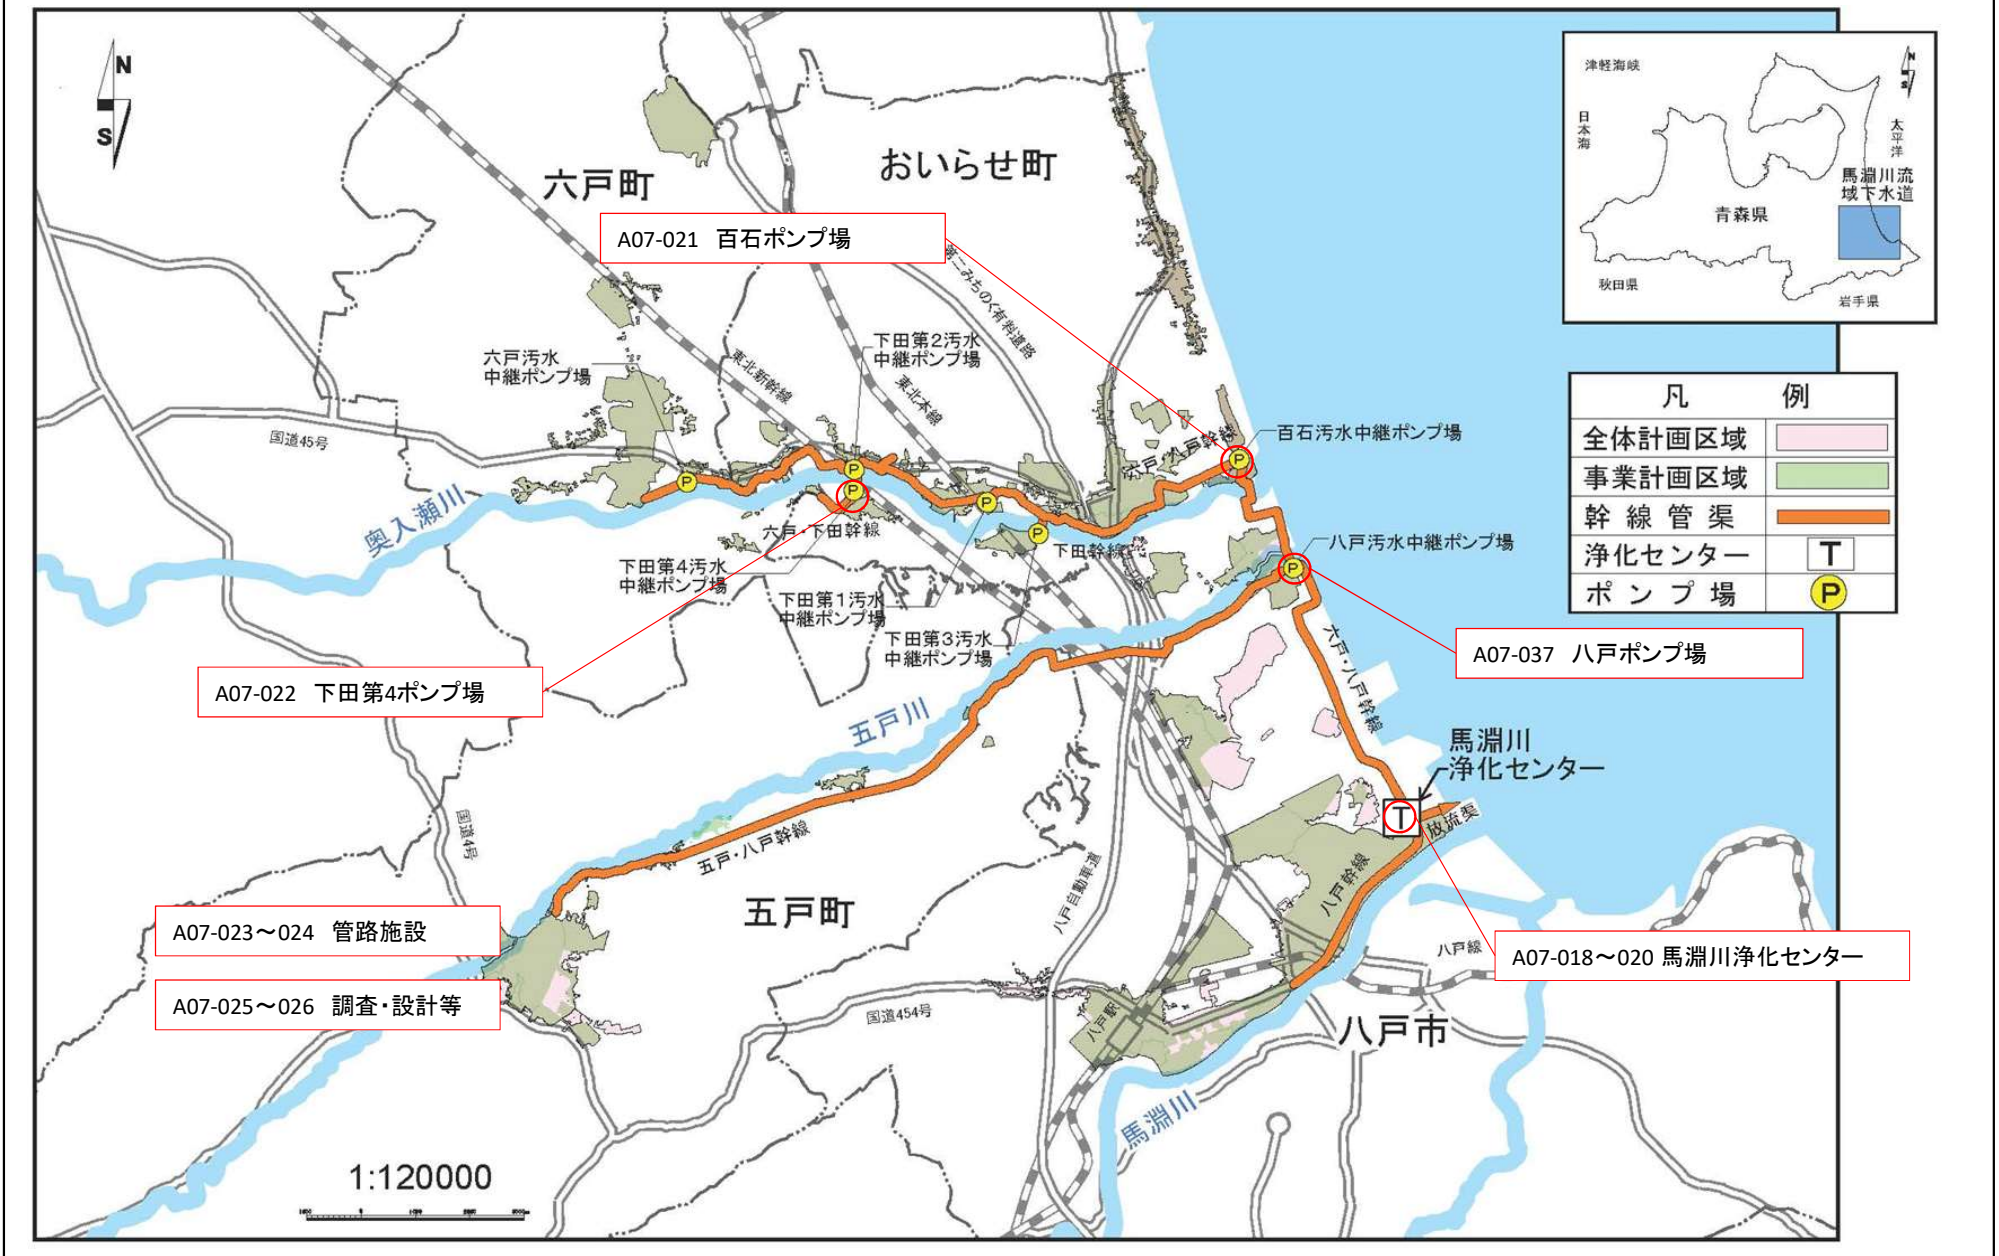 N
S
六戸町
おいらせ町
A07-021 百石ポンプ場
第二みちのく有料道路
下田第2汚水
中継ポンプ場
六戸汚水
中継ポンプ場
東北新幹線
東北本線
国道45号
百石汚水中継ポンプ場
六戸・八戸幹線
P
P
P
P
P
P
奥入瀬川
六戸・下田幹線
下田幹線
八戸汚水中継ポンプ場
P
下田第4汚水
中継ポンプ場
下田第1汚水
中継ポンプ場
下田第3汚水
中継ポンプ場
六戸・八戸幹線
A07-037 八戸ポンプ場
A07-022 下田第4ポンプ場
五戸川
馬淵川
浄化センター
T
放流渠
国道4号
五戸・八戸幹線
八戸自動車道
八戸幹線
五戸町
A07-023～024 管路施設
A07-025～026 調査・設計等
八戸線
A07-018～020 馬淵川浄化センター
国道454号
八戸駅
八戸市
馬淵川
1:120000
津軽海峡
N
S
日本海
太平洋
馬淵川流
域下水道
青森県
秋田県
岩手県
凡例
全体計画区域
事業計画区域
幹線管渠
浄化センター T
ポンプ場 P